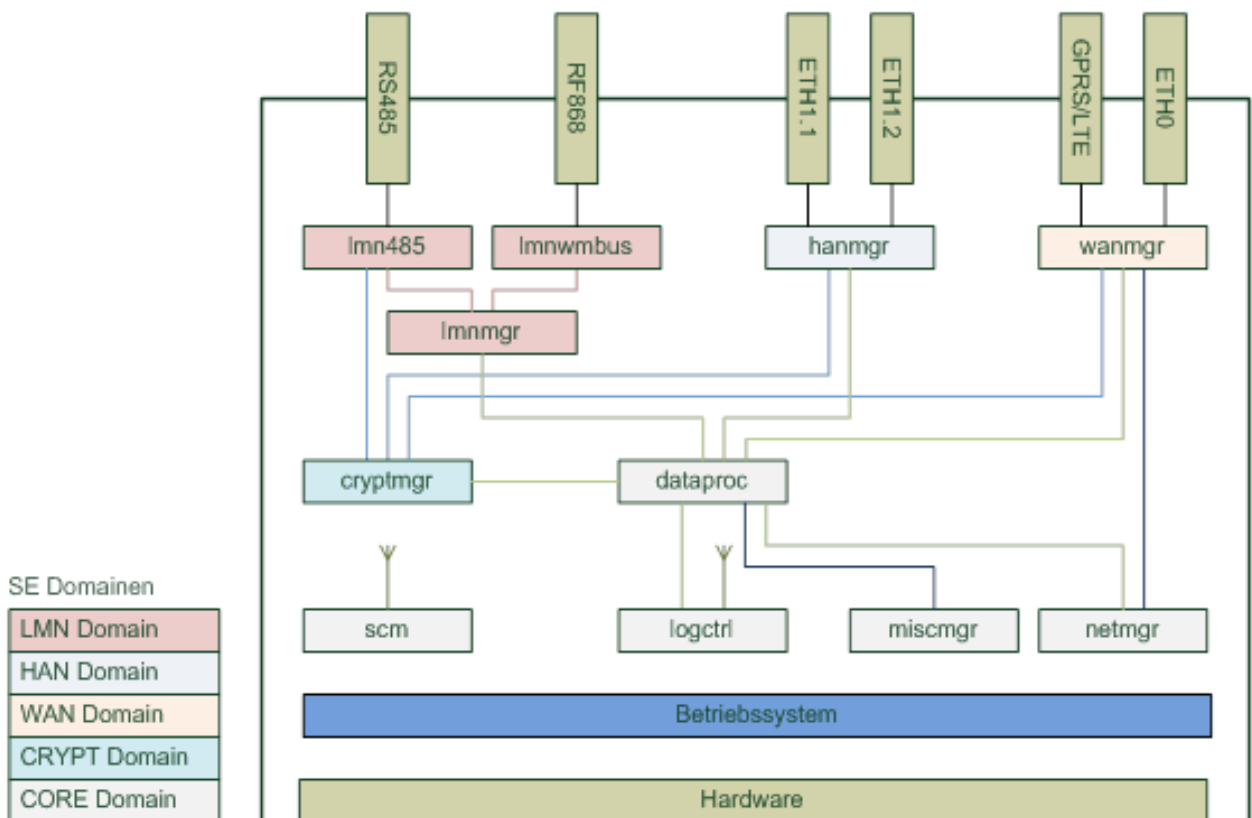 RS485
RF868
ETH1.1
ETH1.2
GPRS/LTE
ETH0
lmn485
lmnwmbus
hanmgr
wanmgr
lmnmgr
cryptmgr
dataproc
scm
logctrl
miscmgr
netmgr
SE Domainen
LMN Domain
HAN Domain
WAN Domain
CRYPT Domain
CORE Domain
Betriebssystem
Hardware